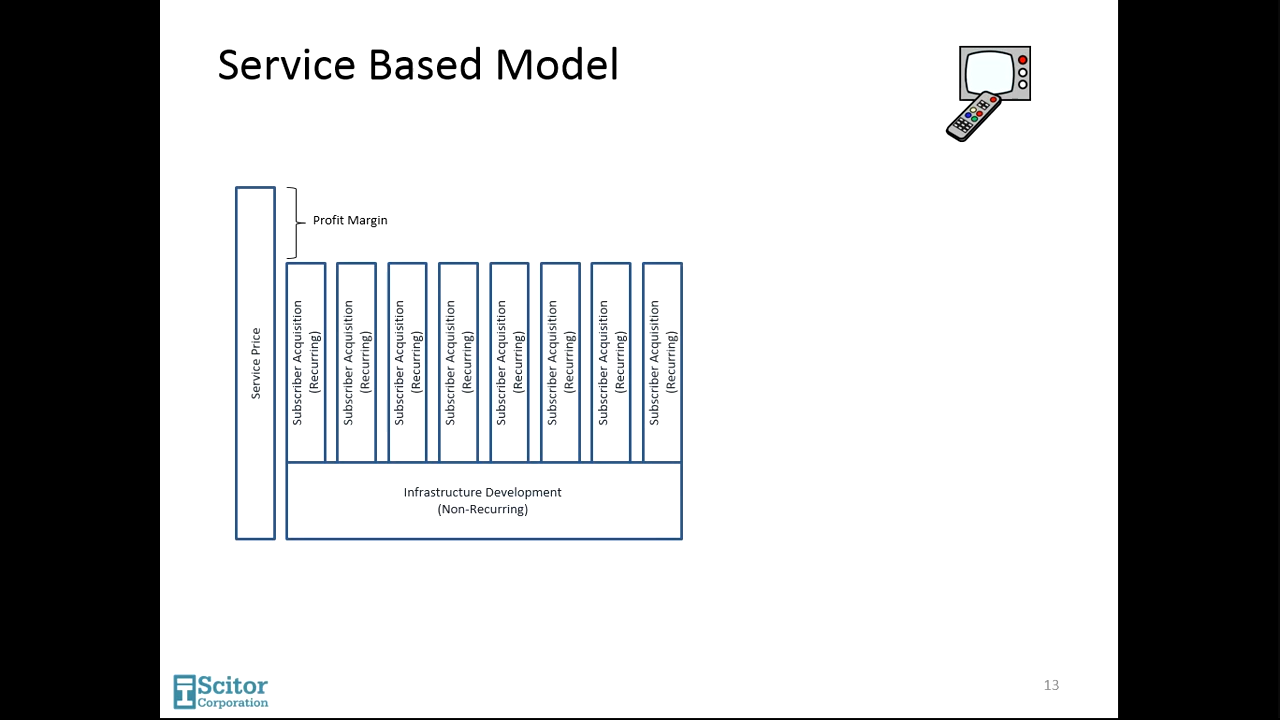 Service Based Model
Profit Margin
Service Price
Subscriber Acquisition
(Recurring)
Subscriber Acquisition
(Recurring)
Subscriber Acquisition
(Recurring)
Subscriber Acquisition
(Recurring)
Subscriber Acquisition
(Recurring)
Subscriber Acquisition
(Recurring)
Subscriber Acquisition
(Recurring)
Subscriber Acquisition
(Recurring)
Infrastructure Development
(Non-Recurring)
Scitor
Corporation
13